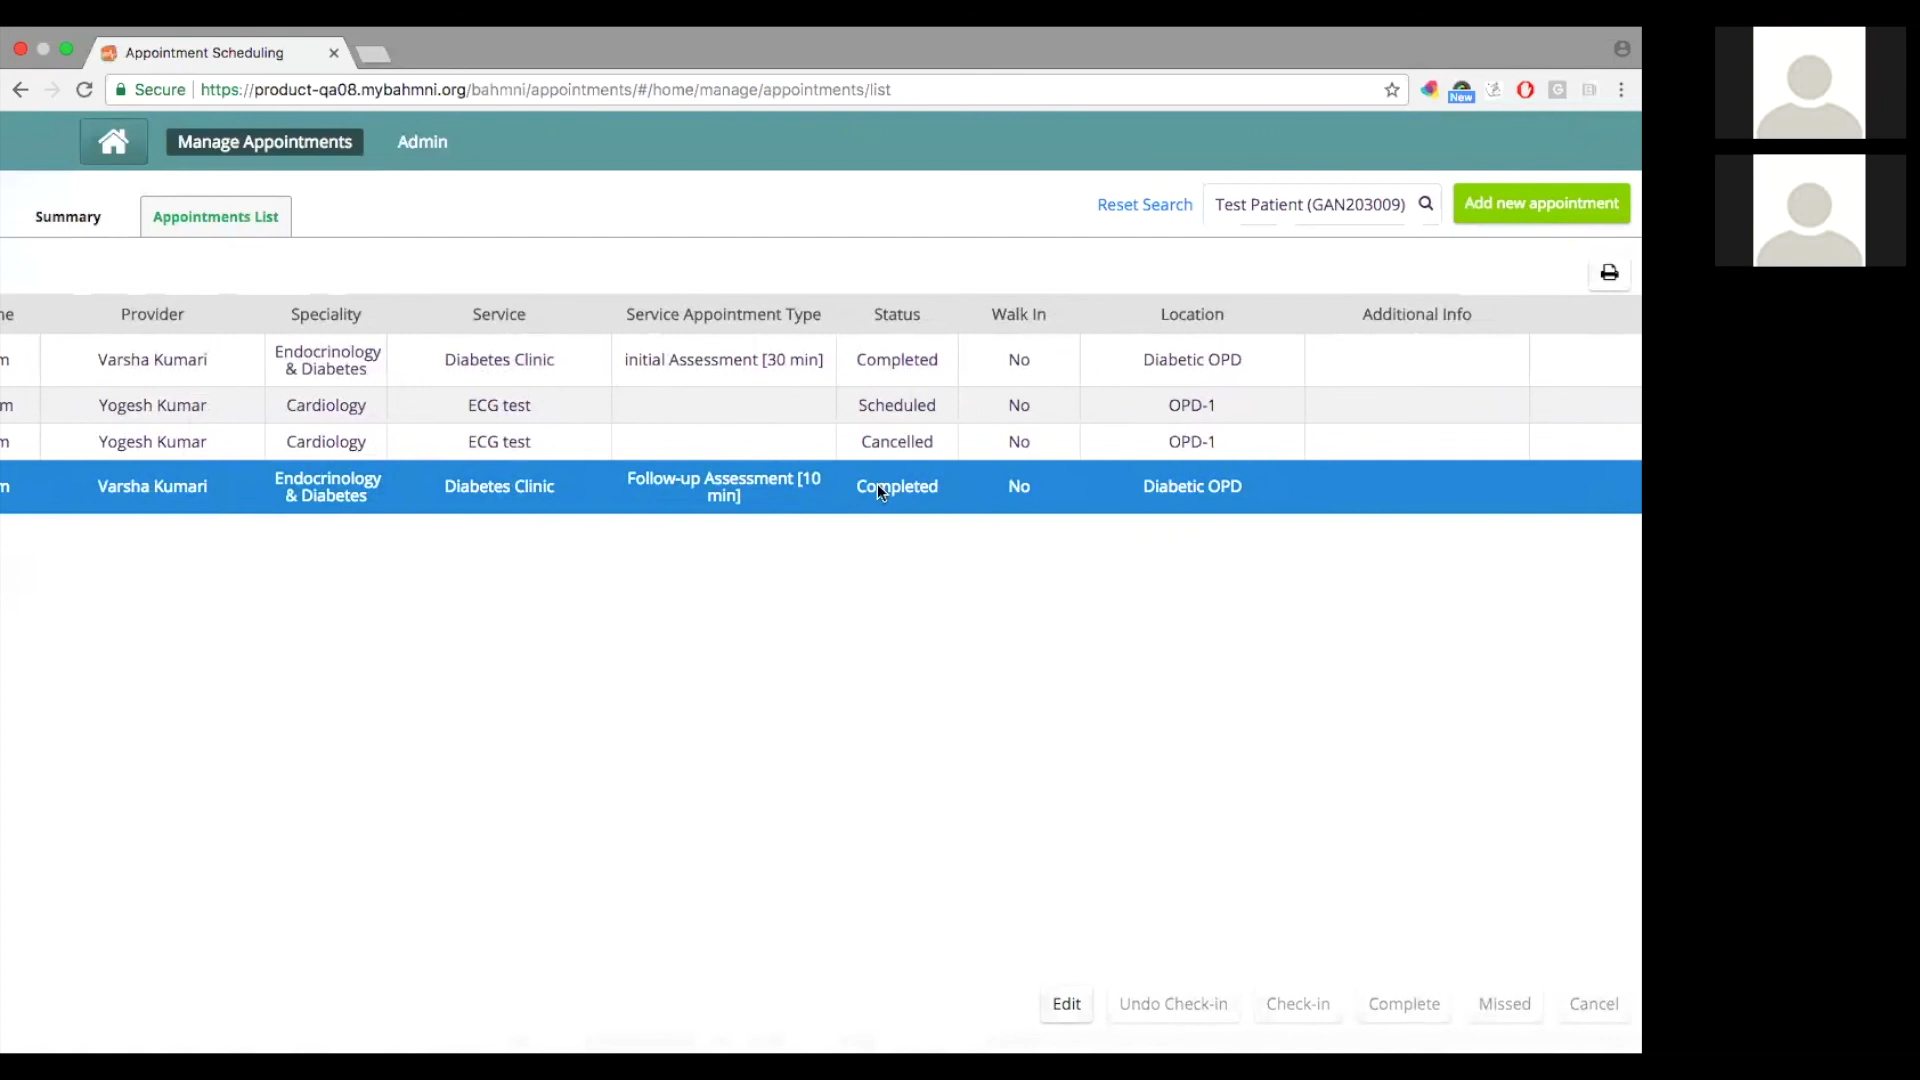 Appointment Scheduling
Secure https://product-qa08.mybahmni.org/bahmni/appointments/#/home/manage/appointments/list
New
Manage Appointments Admin
Summary Appointments List Reset Search Test Patient (GAN203009) Add new appointment
ne Provider Speciality Service Service Appointment Type Status Walk In Location Additional Info
m Varsha Kumari Endocrinology & Diabetes Diabetes Clinic initial Assessment [30 min] Completed No Diabetic OPD
m Yogesh Kumar Cardiology ECG test Scheduled No OPD-1
m Yogesh Kumar Cardiology ECG test Cancelled No OPD-1
m Varsha Kumari Endocrinology & Diabetes Diabetes Clinic Follow-up Assessment [10 min] Completed No Diabetic OPD
Edit Undo Check-in Check-in Complete Missed Cancel